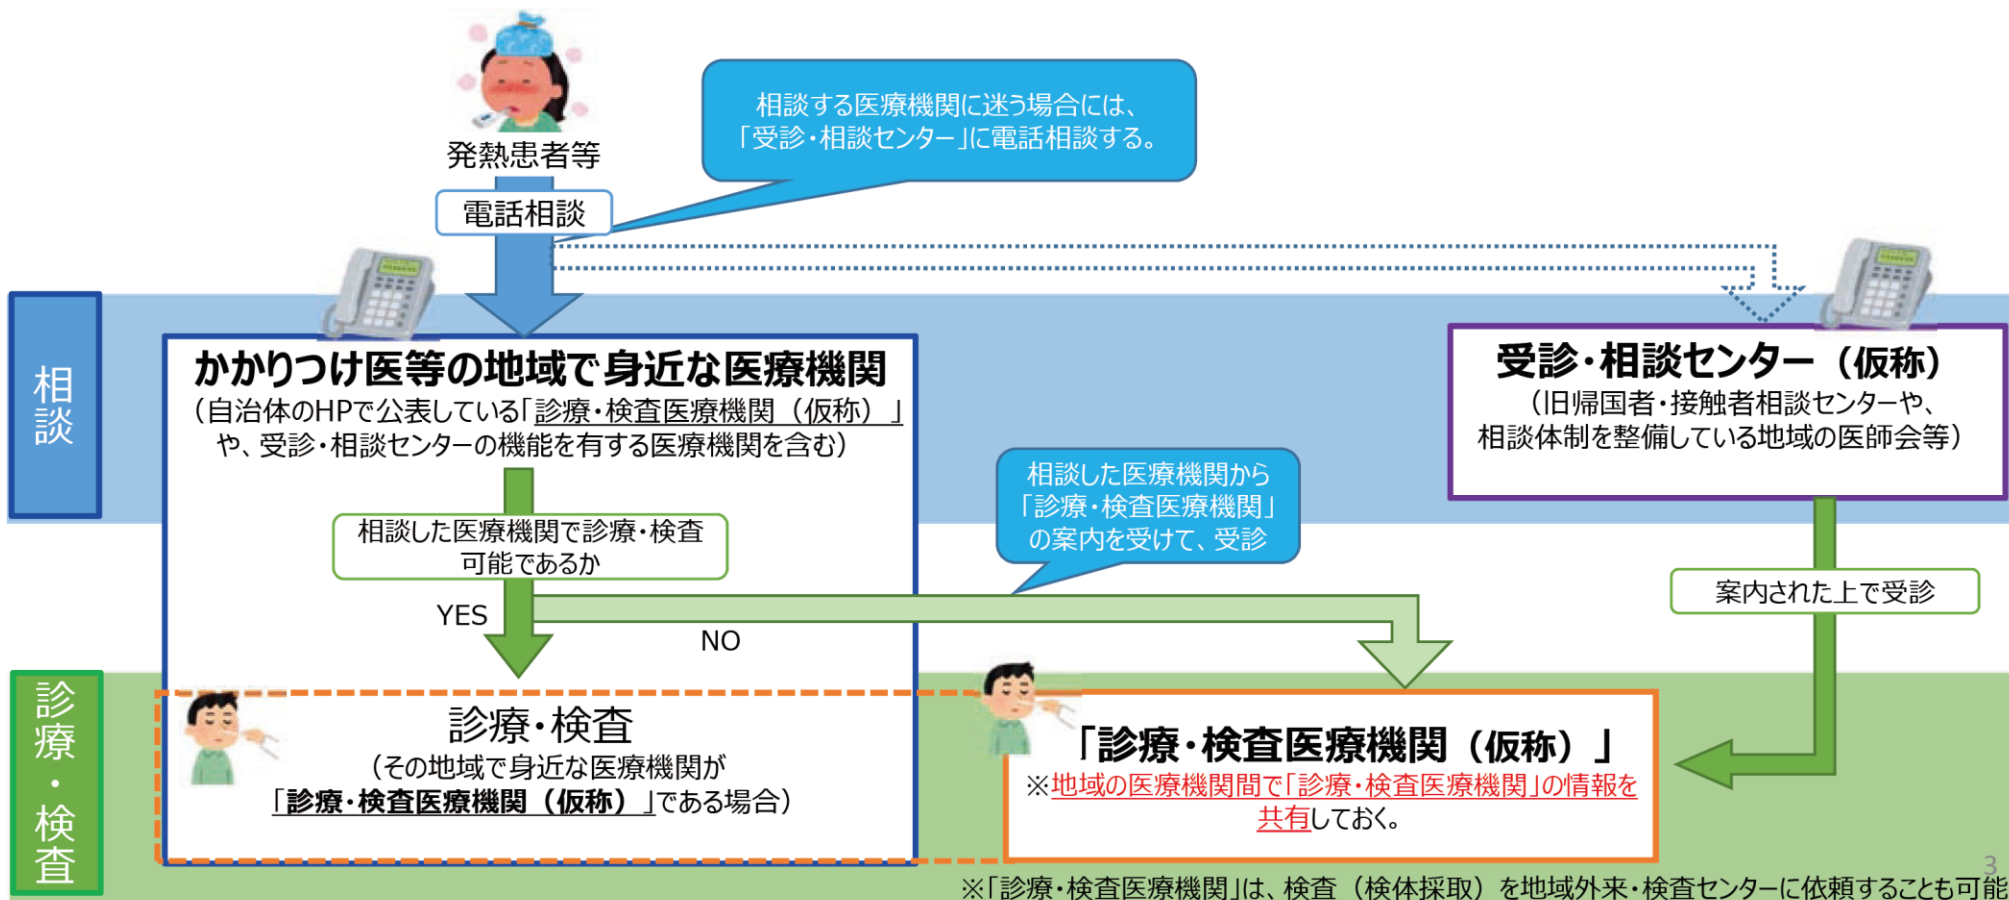 発熱患者等
相談する医療機関に迷う場合には、
「受診・相談センター」に電話相談する。
電話相談
相談
かかりつけ医等の地域で身近な医療機関
（自治体のHPで公表している「診療・検査医療機関（仮称）」
や、受診・相談センターの機能を有する医療機関を含む）
受診・相談センター（仮称）
（旧帰国者・接触者相談センターや、
相談体制を整備している地域の医師会等）
相談した医療機関から
「診療・検査医療機関」
の案内を受けて、受診
相談した医療機関で診療・検査
可能であるか
案内された上で受診
YES
NO
診療・検査
診療・検査
（その地域で身近な医療機関が
「診療・検査医療機関（仮称）」である場合）
「診療・検査医療機関（仮称）」
※地域の医療機関間で「診療・検査医療機関」の情報を
共有しておく。
3
※「診療・検査医療機関」は、検査（検体採取）を地域外来・検査センターに依頼することも可能